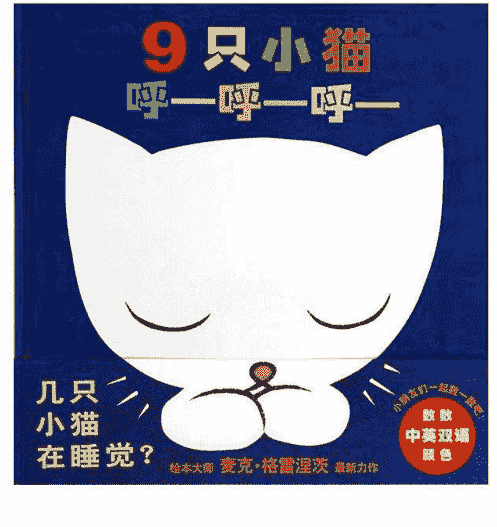 9只小猫
呼—呼—呼—
几只
小猫
在睡觉？
绘本大师 麦克·格雷涅茨 最新力作
小朋友们一起数一数吧！
数数
中英双语
颜色